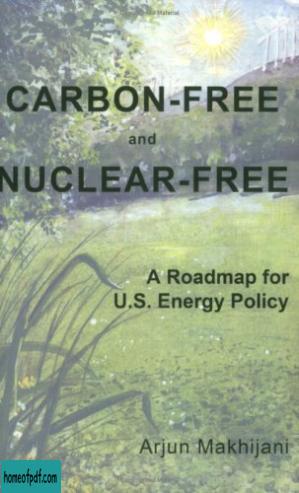 CARBON-FREE
and
NUCLEAR-FREE
A Roadmap for
U.S. Energy Policy
Arjun Makhijani
homeofpdf.com